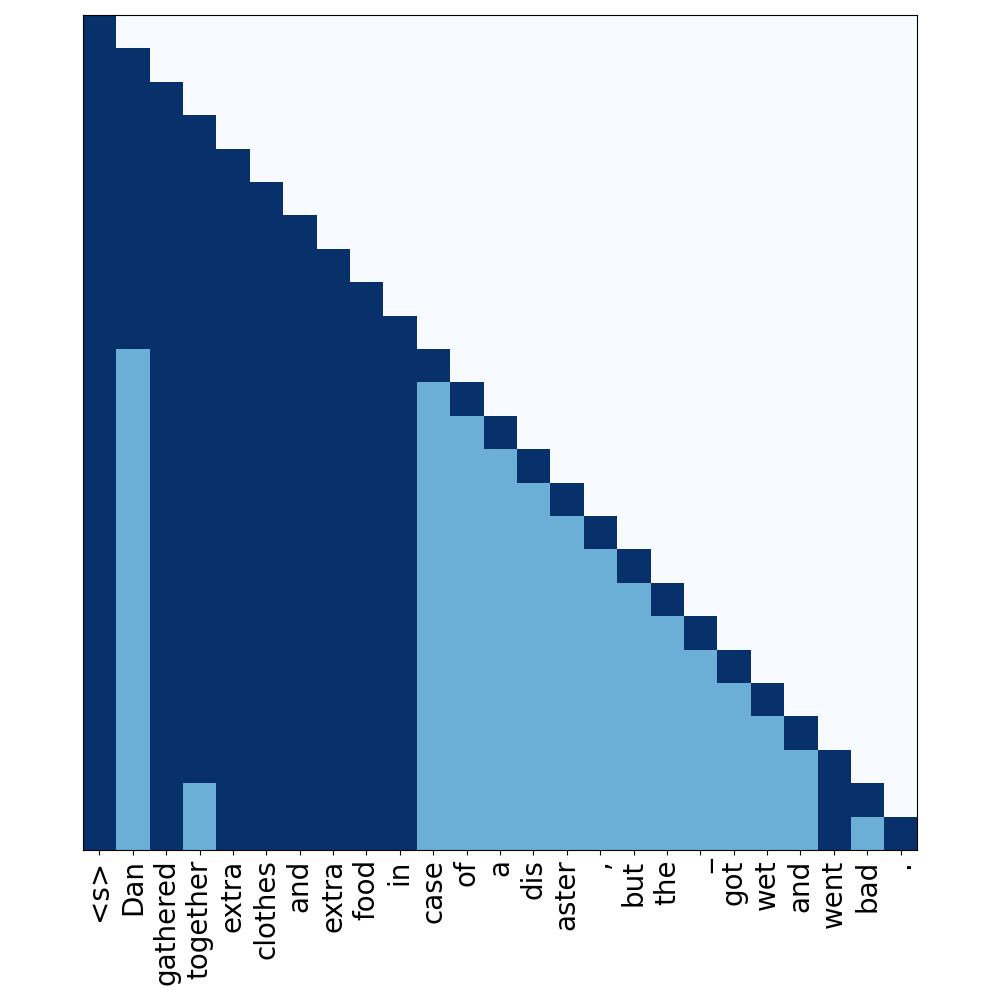 <s> Dan gathered together extra clothes and extra food in case of a dis aster , but the _ got wet and went bad .